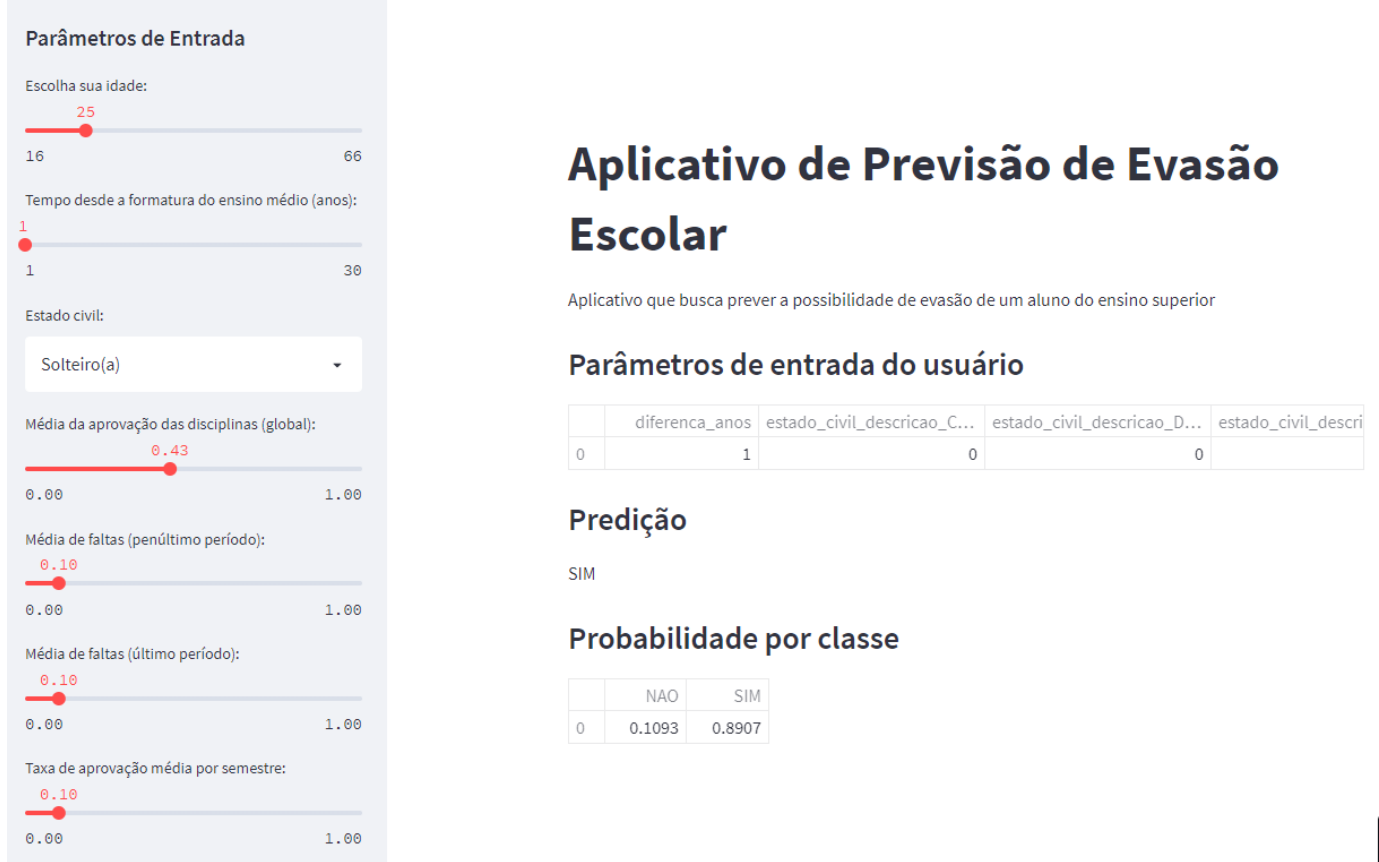 Parâmetros de Entrada
Escolha sua idade:
25
16 66
Tempo desde a formatura do ensino médio (anos):
1
1 30
Estado civil:
Solteiro(a)
Média da aprovação das disciplinas (global):
0.43
0.00 1.00
Média de faltas (penúltimo período):
0.10
0.00 1.00
Média de faltas (último período):
0.10
0.00 1.00
Taxa de aprovação média por semestre:
0.10
0.00 1.00
Aplicativo de Previsão de Evasão
Escolar
Aplicativo que busca prever a possibilidade de evasão de um aluno do ensino superior
Parâmetros de entrada do usuário
diferenca_anos estado_civil_descricao_C... estado_civil_descricao_D... estado_civil_descri
0 1 0 0
Predição
SIM
Probabilidade por classe
NAO SIM
0 0.1093 0.8907